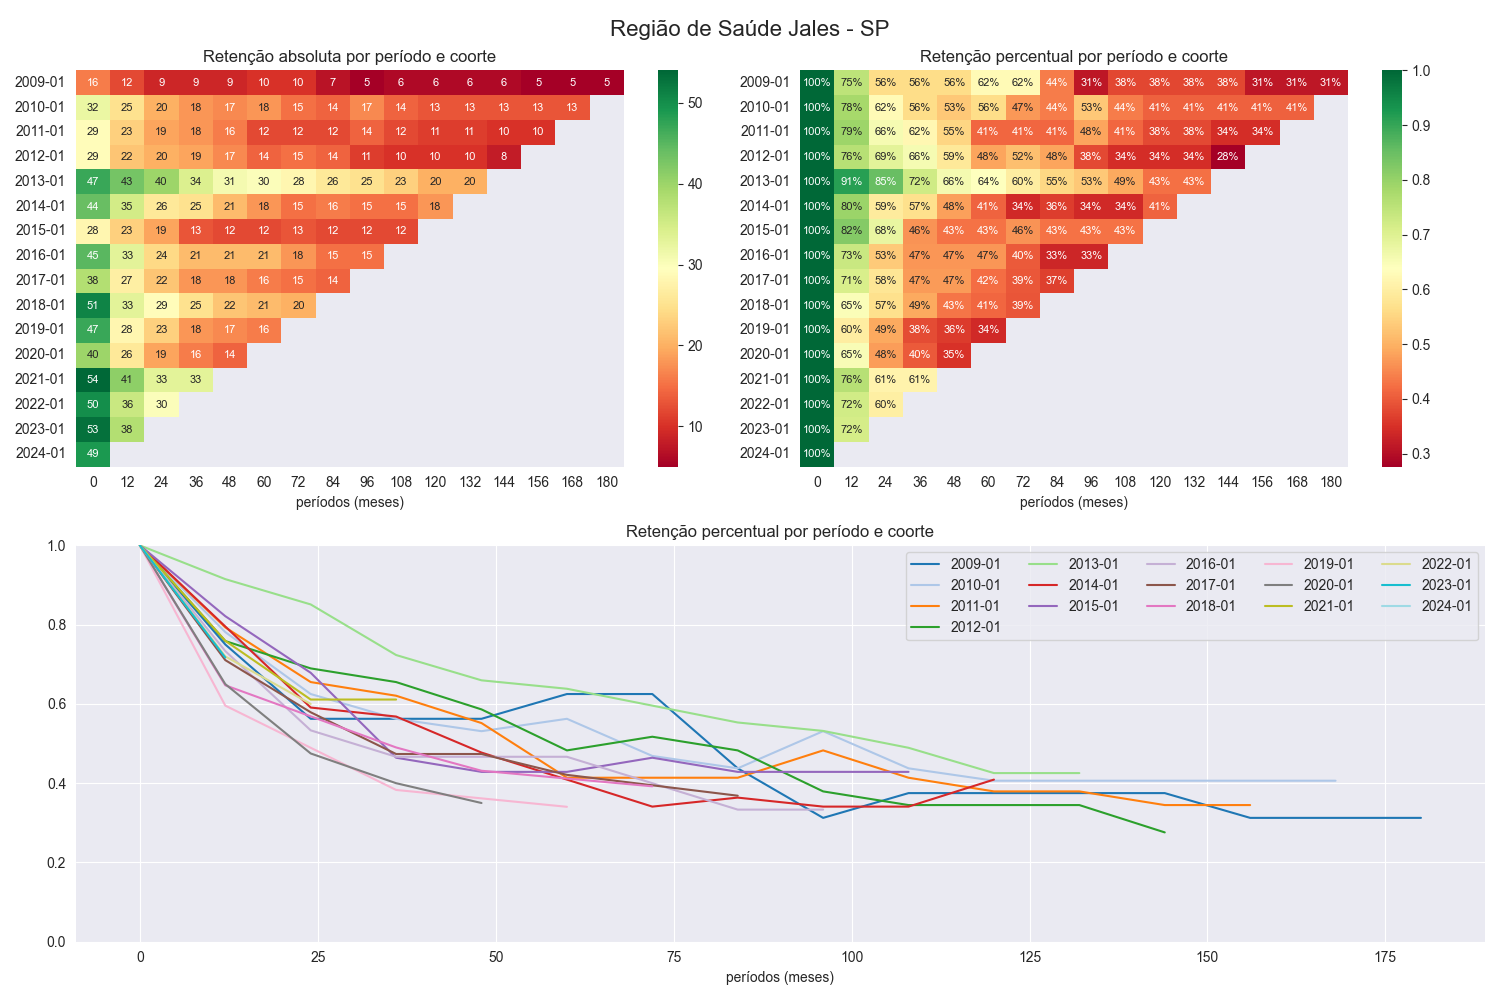 Região de Saúde Jales - SP
Retenção absoluta por período e coorte
2009-01 16 12 9 9 9 10 10 7 5 6 6 6 6 5 5 5
2010-01 32 25 20 18 17 18 15 14 17 14 13 13 13 13 13
2011-01 29 23 19 18 16 12 12 12 14 12 11 11 10 10
2012-01 29 22 20 19 17 14 15 14 11 10 10 10 8
2013-01 47 43 40 34 31 30 28 26 25 23 20 20
2014-01 44 35 26 25 21 18 15 16 15 15 18
2015-01 28 23 19 13 12 12 13 12 12 12
2016-01 45 33 24 21 21 21 18 15 15
2017-01 38 27 22 18 18 16 15 14
2018-01 51 33 29 25 22 21 20
2019-01 47 28 23 18 17 16
2020-01 40 26 19 16 14
2021-01 54 41 33 33
2022-01 50 36 30
2023-01 53 38
2024-01 49
0 12 24 36 48 60 72 84 96 108 120 132 144 156 168 180
períodos (meses)
50
40
30
20
10
Retenção percentual por período e coorte
2009-01 100% 75% 56% 56% 56% 62% 62% 44% 31% 38% 38% 38% 38% 31% 31% 31%
2010-01 100% 78% 62% 56% 53% 56% 47% 44% 53% 44% 41% 41% 41% 41% 41%
2011-01 100% 79% 66% 62% 55% 41% 41% 41% 48% 41% 38% 38% 34% 34%
2012-01 100% 76% 69% 66% 59% 48% 52% 48% 38% 34% 34% 34% 28%
2013-01 100% 91% 85% 72% 66% 64% 60% 55% 53% 49% 43% 43%
2014-01 100% 80% 59% 57% 48% 41% 34% 36% 34% 34% 41%
2015-01 100% 82% 68% 46% 43% 43% 46% 43% 43% 43%
2016-01 100% 73% 53% 47% 47% 47% 40% 33% 33%
2017-01 100% 71% 58% 47% 47% 42% 39% 37%
2018-01 100% 65% 57% 49% 43% 41% 39%
2019-01 100% 60% 49% 38% 36% 34%
2020-01 100% 65% 48% 40% 35%
2021-01 100% 76% 61% 61%
2022-01 100% 72% 60%
2023-01 100% 72%
2024-01 100%
0 12 24 36 48 60 72 84 96 108 120 132 144 156 168 180
períodos (meses)
1.0
0.9
0.8
0.7
0.6
0.5
0.4
0.3
Retenção percentual por período e coorte
1.0
0.8
0.6
0.4
0.2
0.0
2009-01 2013-01 2016-01 2019-01 2022-01
2010-01 2014-01 2017-01 2020-01 2023-01
2011-01 2015-01 2018-01 2021-01 2024-01
2012-01
0 25 50 75 100 125 150 175
períodos (meses)